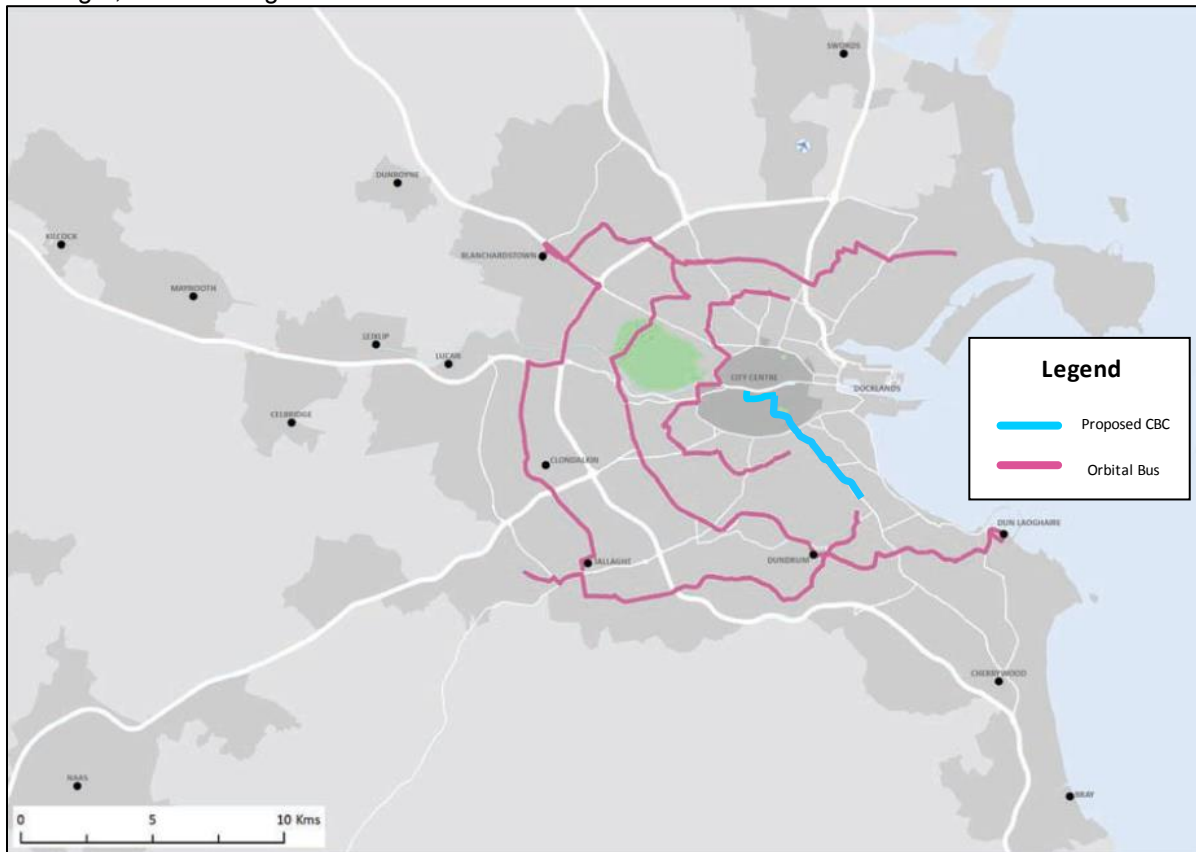 SWORDS
DUNBOYNE
KILCOCK
BLANCHARDSTOWN
MAYNOOTH
LEIXLIP
LUCAN
CITY CENTRE
DOCKLANDS
CELBRIDGE
Legend
Proposed CBC
Orbital Bus
CLONDALKIN
DUN LAOGHAIRE
DUNDRUM
TALLAGHT
CHERRYWOOD
NAAS
BRAY
0 5 10 Kms